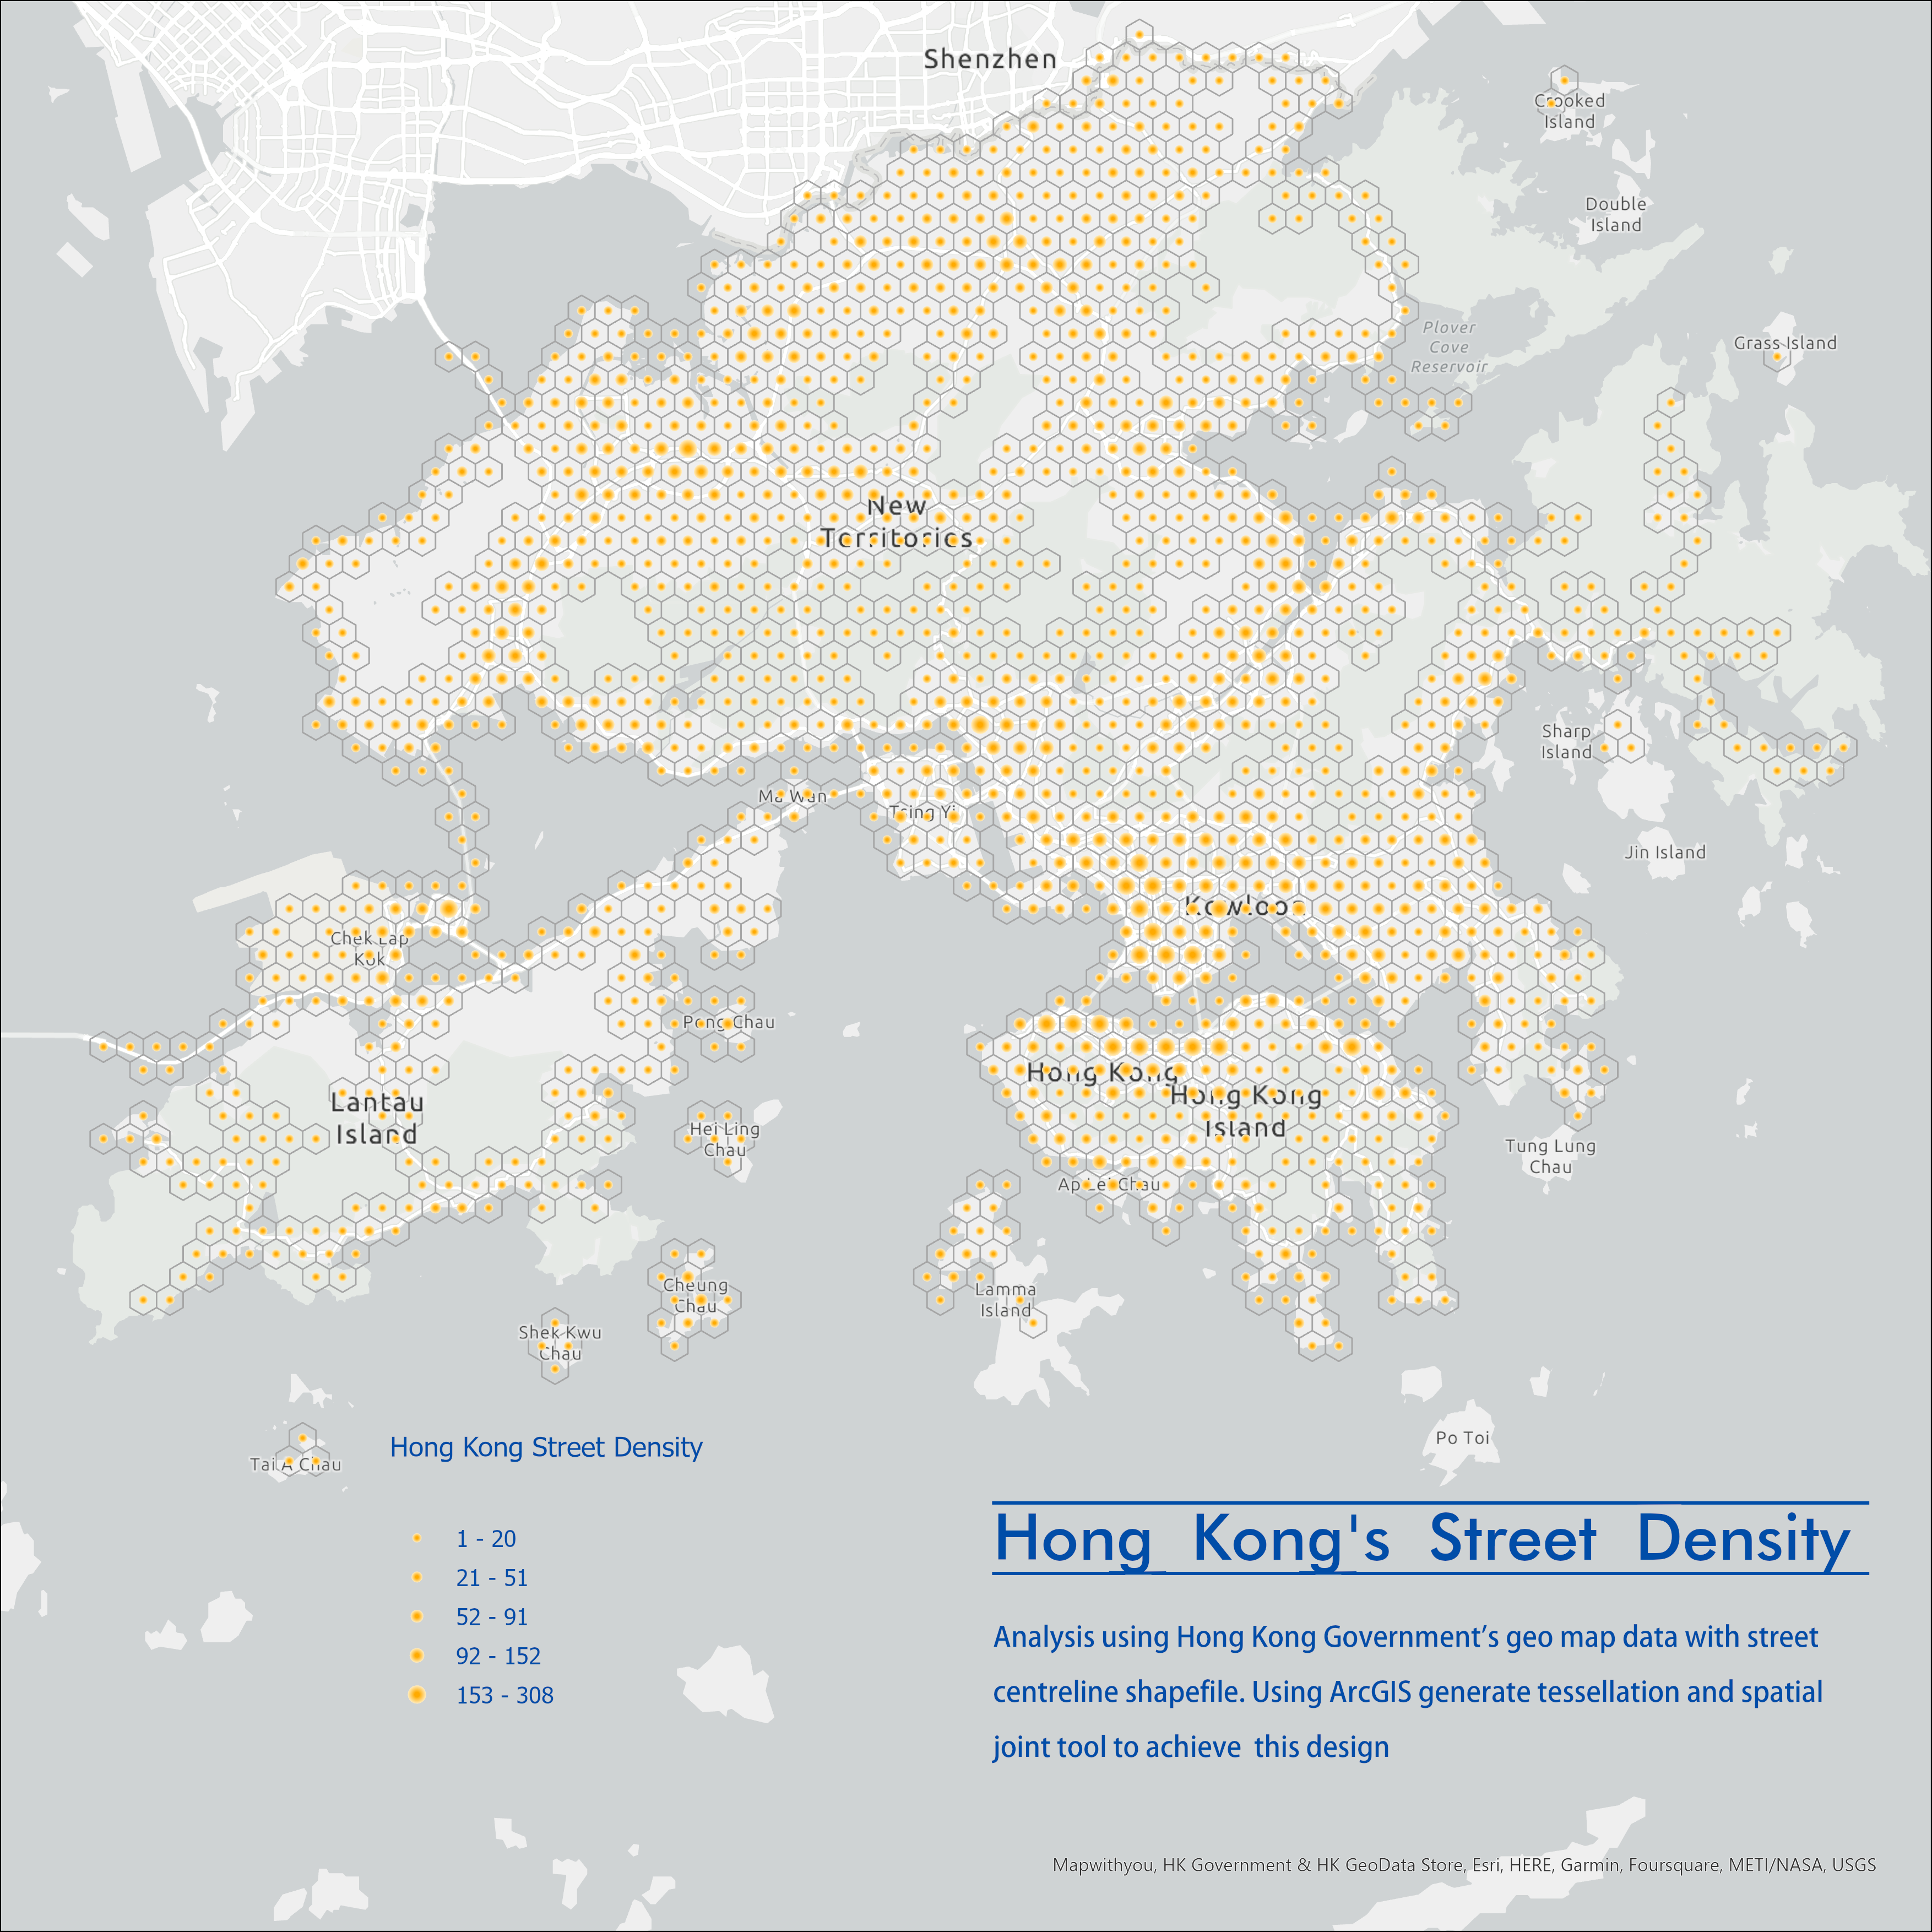 Shenzhen
Crooked
Island
Double
Island
Plover
Cove
Reservoir
Grass Island
New
Territories
Sharp
Island
Ma Wan
Tsing Yi
Jin Island
Kowloon
Chek Lap
Kok
Peng Chau
Hong Kong
Hong Kong
Island
Lantau
Island
Hei Ling
Chau
Tung Lung
Chau
Ap Lei Chau
Cheung
Chau
Lamma
Island
Shek Kwu
Chau
Po Toi
Tai A Chau
Hong Kong Street Density
1 - 20
21 - 51
52 - 91
92 - 152
153 - 308
Hong Kong's Street Density
Analysis using Hong Kong Government’s geo map data with street
centreline shapefile. Using ArcGIS generate tessellation and spatial
joint tool to achieve this design
Mapwithyou, HK Government & HK GeoData Store, Esri, HERE, Garmin, Foursquare, METI/NASA, USGS